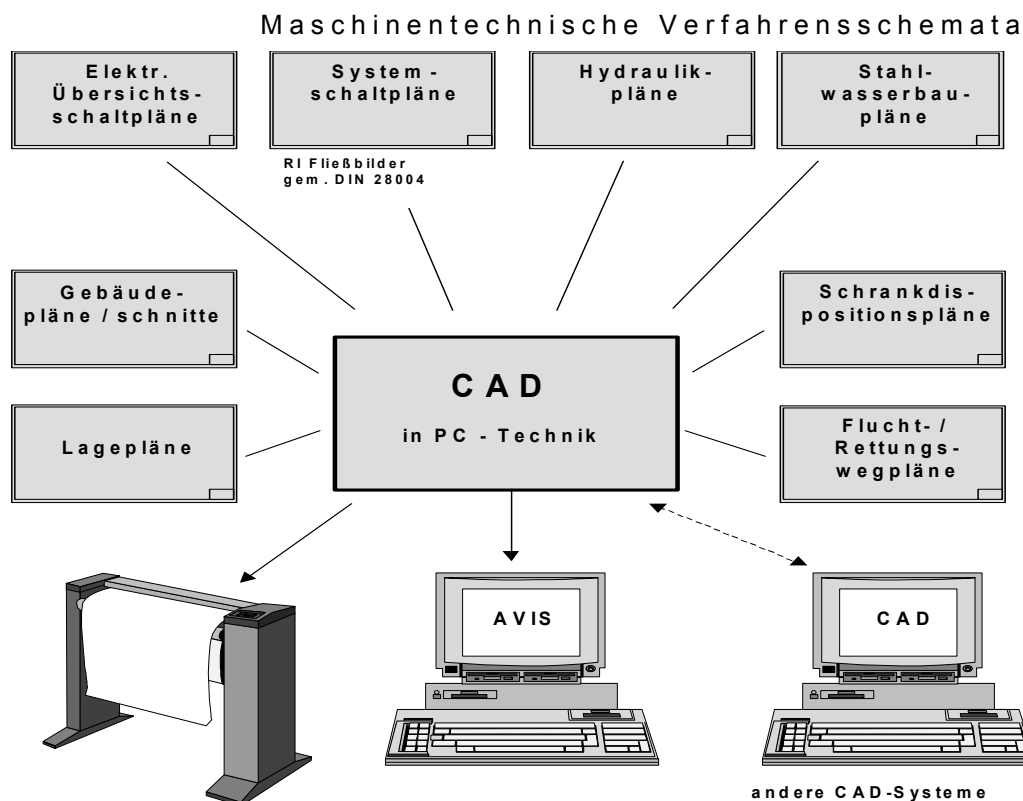 Maschinentechnische Verfahrensschemata
Elektr.
Übersichts-
schaltpläne
System-
schaltpläne
Hydraulik-
pläne
Stahl-
wasserbau-
pläne
RI Fließbilder
gem. DIN 28004
Gebäude-
pläne / schnitte
Schrankdis-
positionspläne
CAD
in PC - Technik
Lagepläne
Flucht- /
Rettungs-
wegpläne
AVIS
CAD
andere CAD-Systeme